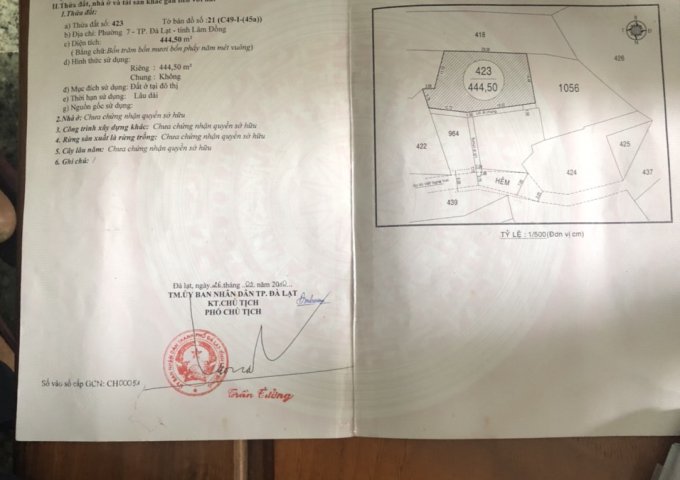 II. Thửa đất, nhà ở và tài sản khác gắn liền với đất
1. Thửa đất:
a) Thửa đất số: 423 Tờ bản đồ số: 21 (C49-I-(45a))
b) Địa chỉ: Phường 7 - TP. Đà Lạt - tỉnh Lâm Đồng
c) Diện tích: 444,50 m²
( Bằng chữ: Bốn trăm bốn mươi bốn phẩy năm mét vuông)
d) Hình thức sử dụng:
Riêng : 444,50 m²
Chung : Không
đ) Mục đích sử dụng: Đất ở tại đô thị
e) Thời hạn sử dụng: Lâu dài
g) Nguồn gốc sử dụng:
2. Nhà ở: Chưa chứng nhận quyền sở hữu
3. Công trình xây dựng khác: Chưa chứng nhận quyền sở hữu
4. Rừng sản xuất là rừng trồng: Chưa chứng nhận quyền sở hữu
5. Cây lâu năm: Chưa chứng nhận quyền sở hữu
6. Ghi chú: /
Đà lạt, ngày 26 tháng 02 năm 2010
TM.ỦY BAN NHÂN DÂN TP. ĐÀ LẠT
KT.CHỦ TỊCH
PHÓ CHỦ TỊCH
Trần Tường
Số vào sổ cấp GCN: CH00051
418
426
423
444,50
1056
422
964
424
425
437
HẺM
439
TỶ LỆ : 1/500(Đơn vị cm)